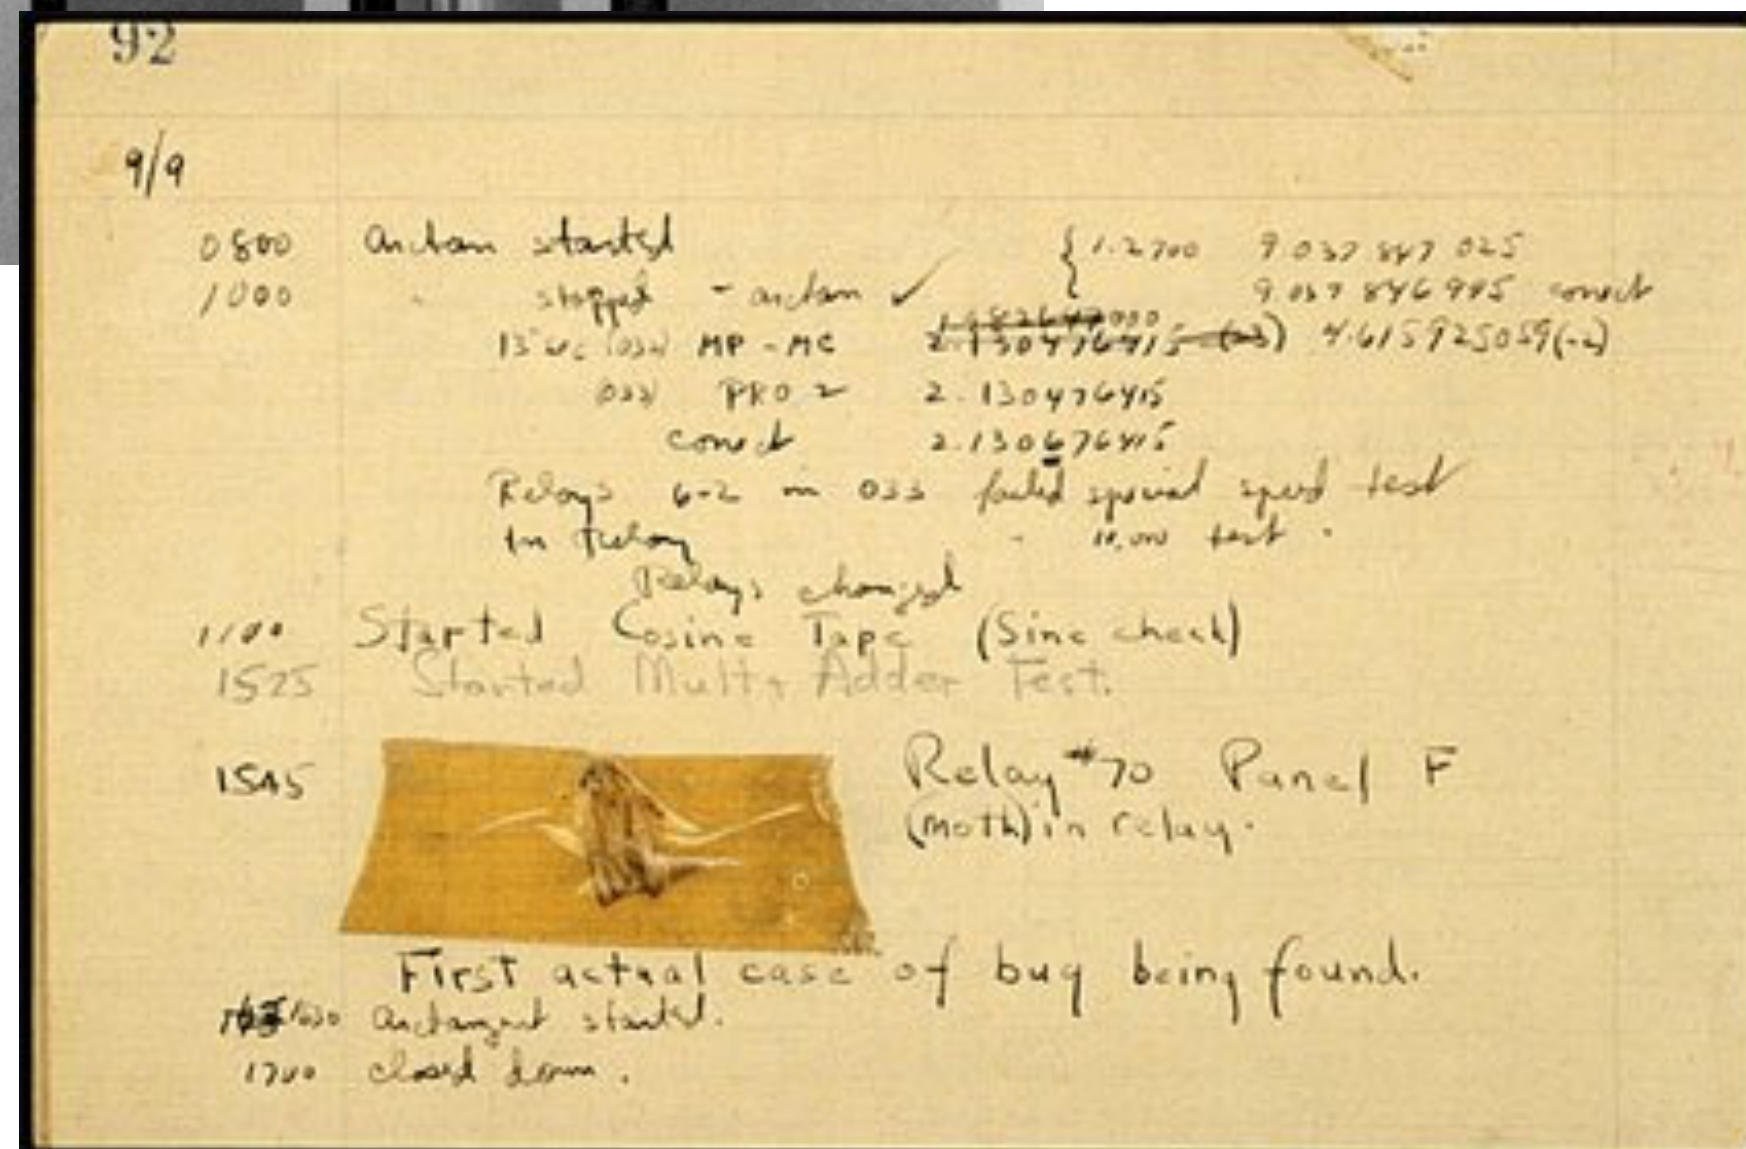 92
9/9
0800 arctan started { 1.2700 9.037 847 025
1000 " stopped - arctan ✓ 9.037 846 995 correct
13"uc (032) MP - MC 1.982647000 2.130476415 (-3) 4.615925059(-2)
033 PRO 2 2.130476415
correct 2.130676415
Relays 6-2 in 033 failed special speed test
In Relay " 10,000 test .
Relays changed
1100 Started Cosine Tape (Sine check)
1525 Started Mult+ Adder Test.
1545 Relay #70 Panel F
(moth) in relay.
First actual case of bug being found.
1630 arctangent started.
1700 closed down.